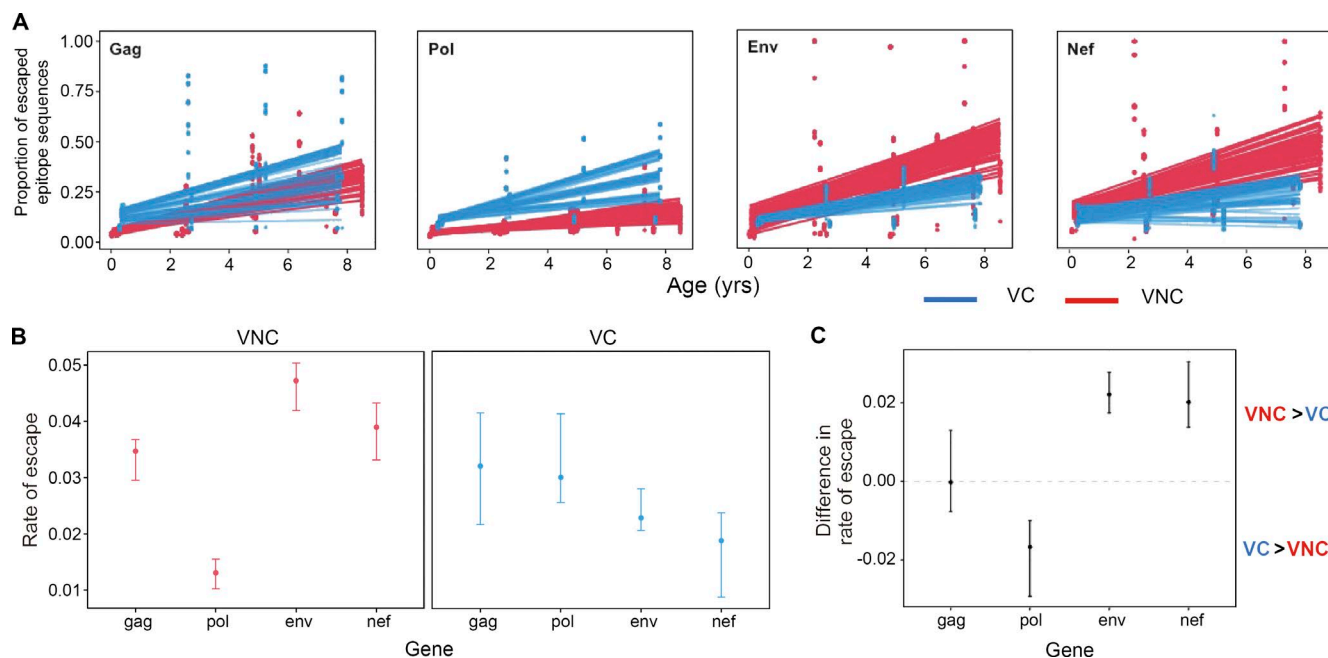 A
Gag
Pol
Env
Nef
Proportion of escaped
epitope sequences
1.00
0.75
0.50
0.25
0.00
0 2 4 6 8
0 2 4 6 8
0 2 4 6 8
0 2 4 6 8
Age (yrs)
VC VNC
B
VNC
VC
Rate of escape
0.05
0.04
0.03
0.02
0.01
gag pol env nef
gag pol env nef
Gene
C
Difference in
rate of escape
0.02
0.00
-0.02
gag pol env nef
Gene
VNC >VC
VC >VNC